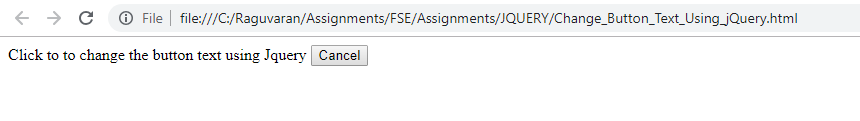 File file:///C:/Raguvaran/Assignments/FSE/Assignments/JQUERY/Change_Button_Text_Using_jQuery.html
Click to to change the button text using Jquery Cancel